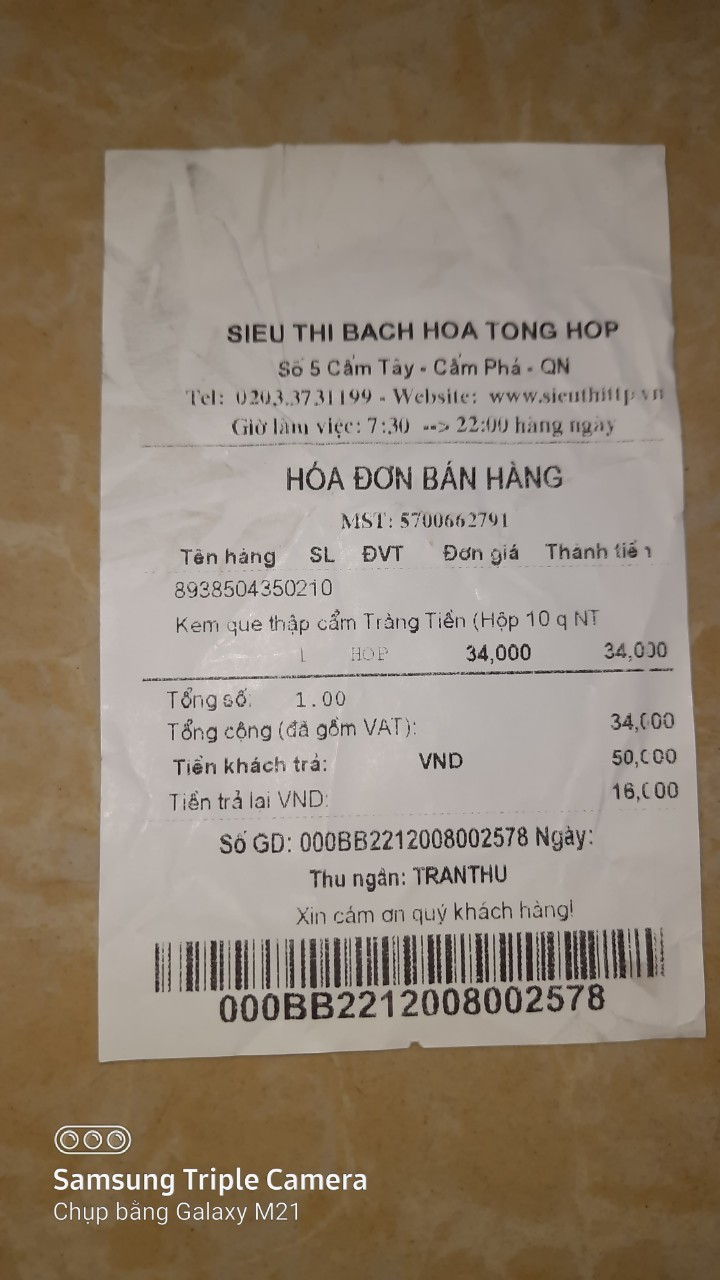 SIEU THI BACH HOA TONG HOP
Số 5 Cẩm Tây - Cẩm Phả - QN
Tel: 0203.3731199 - Website: www.sieuthittp.vn
Giờ làm việc: 7:30 --> 22:00 hàng ngày
HÓA ĐƠN BÁN HÀNG
MST: 5700662791
Tên hàng SL ĐVT Đơn giá Thành tiền
8938504350210
Kem que thập cẩm Tràng Tiền (Hộp 10 q NT
1 HOP 34,000 34,000
Tổng số: 1.00
Tổng cộng (đã gồm VAT): 34,000
Tiền khách trả: VND 50,000
Tiền trả lại VND: 16,000
Số GD: 000BB2212008002578 Ngày:
Thu ngân: TRANTHU
Xin cám ơn quý khách hàng!
000BB2212008002578
Samsung Triple Camera
Chụp bằng Galaxy M21